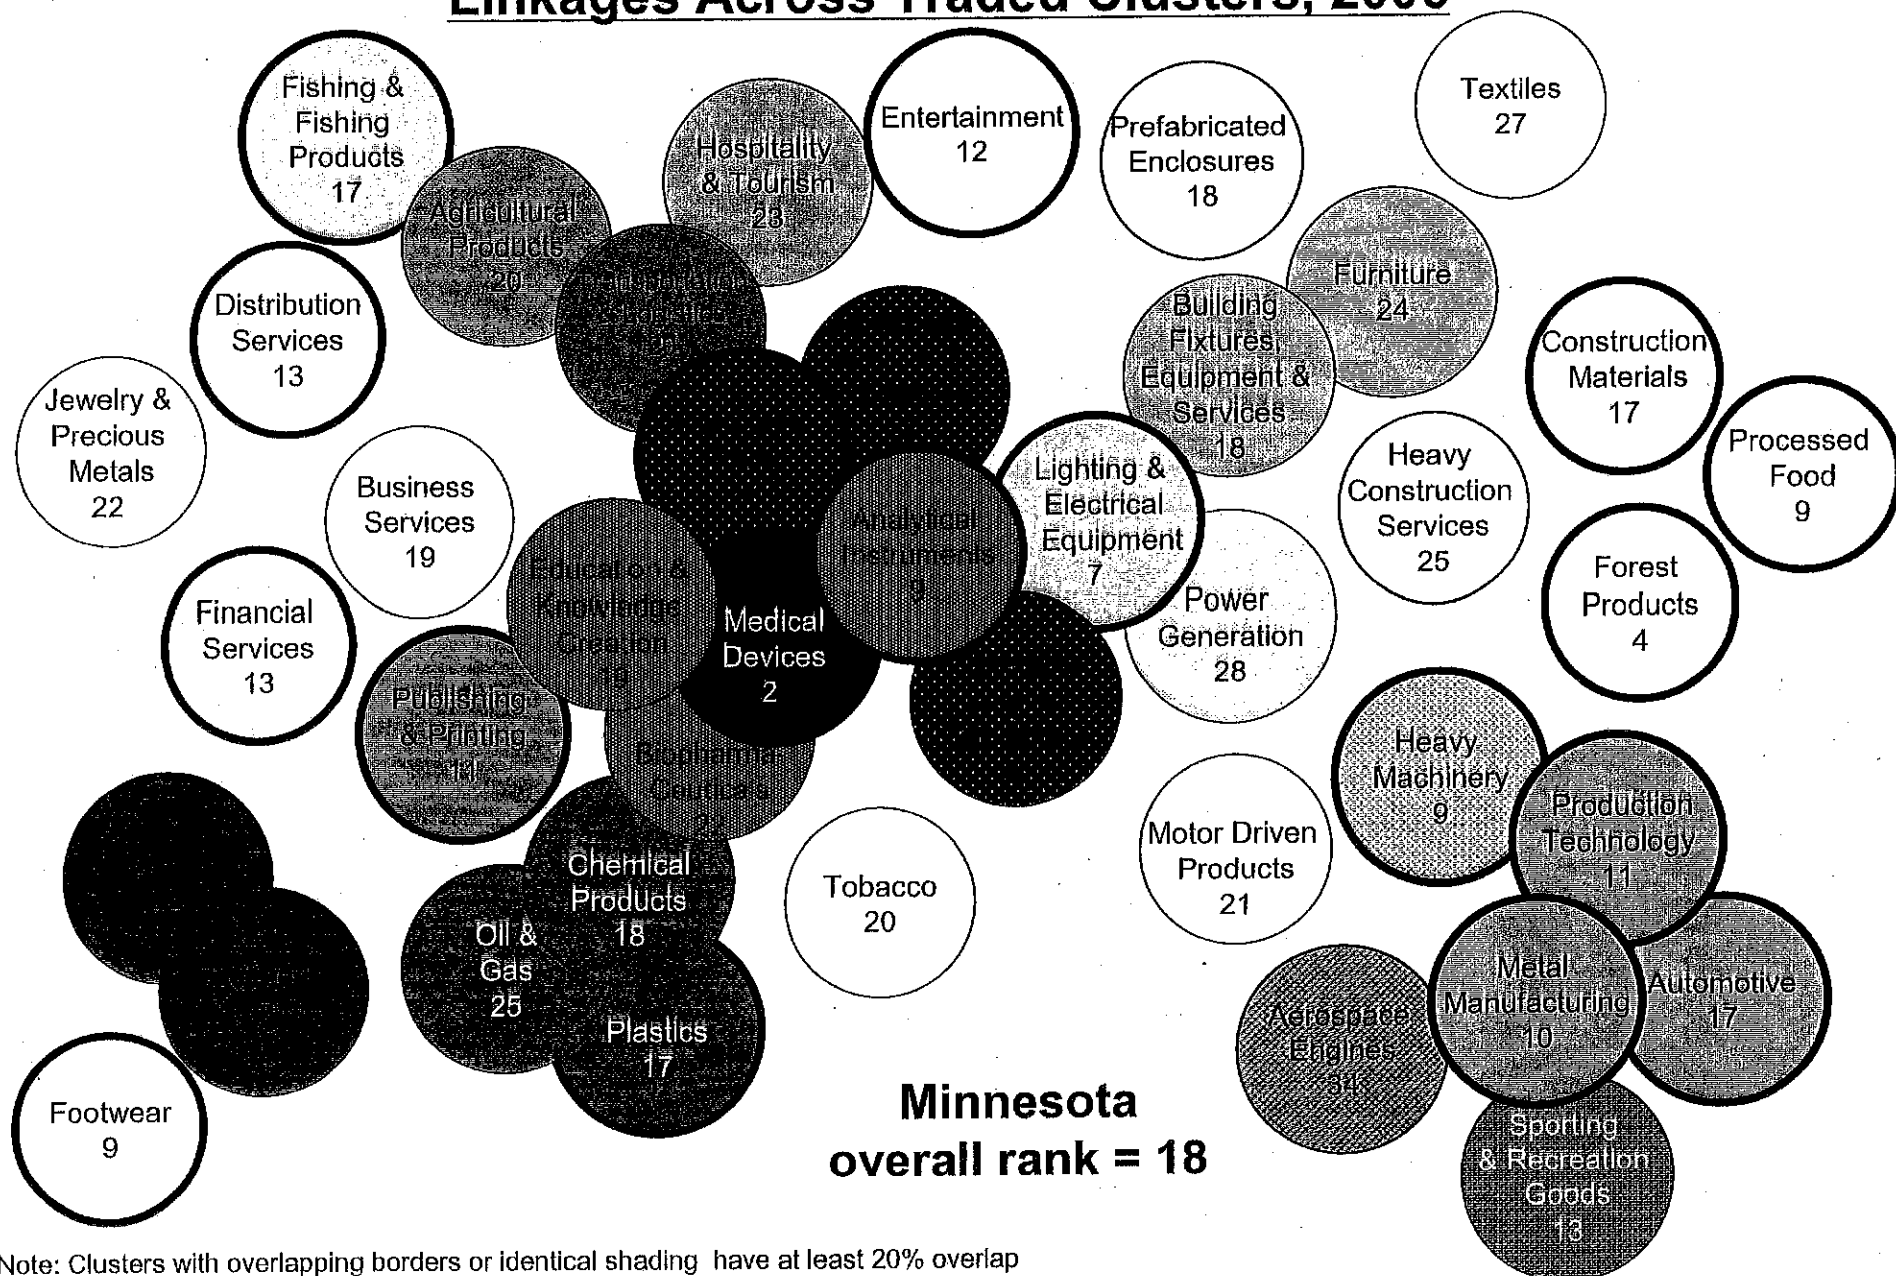 Linkages Across Traded Clusters,
Fishing &
Fishing
Products
17
Agricultural
Products
20
Hospitality
& Tourism
23
Entertainment
12
Prefabricated
Enclosures
18
Textiles
27
Distribution
Services
13
Furniture
24
Building
Fixtures,
Equipment &
Services
18
Construction
Materials
17
Jewelry &
Precious
Metals
22
Business
Services
19
Lighting &
Electrical
Equipment
7
Heavy
Construction
Services
25
Processed
Food
9
Analytical
Instruments
9
Education &
Knowledge
Creation
Medical
Devices
2
Power
Generation
28
Forest
Products
4
Financial
Services
13
Publishing
& Printing
Heavy
Machinery
9
Production
Technology
11
Motor Driven
Products
21
Chemical
Products
18
Oil &
Gas
25
Plastics
17
Tobacco
20
Aerospace
Engines
34
Metal
Manufacturing
10
Automotive
17
Footwear
9
Sporting
& Recreation
Goods
13
Minnesota
overall rank = 18
Note: Clusters with overlapping borders or identical shading have at least 20% overlap